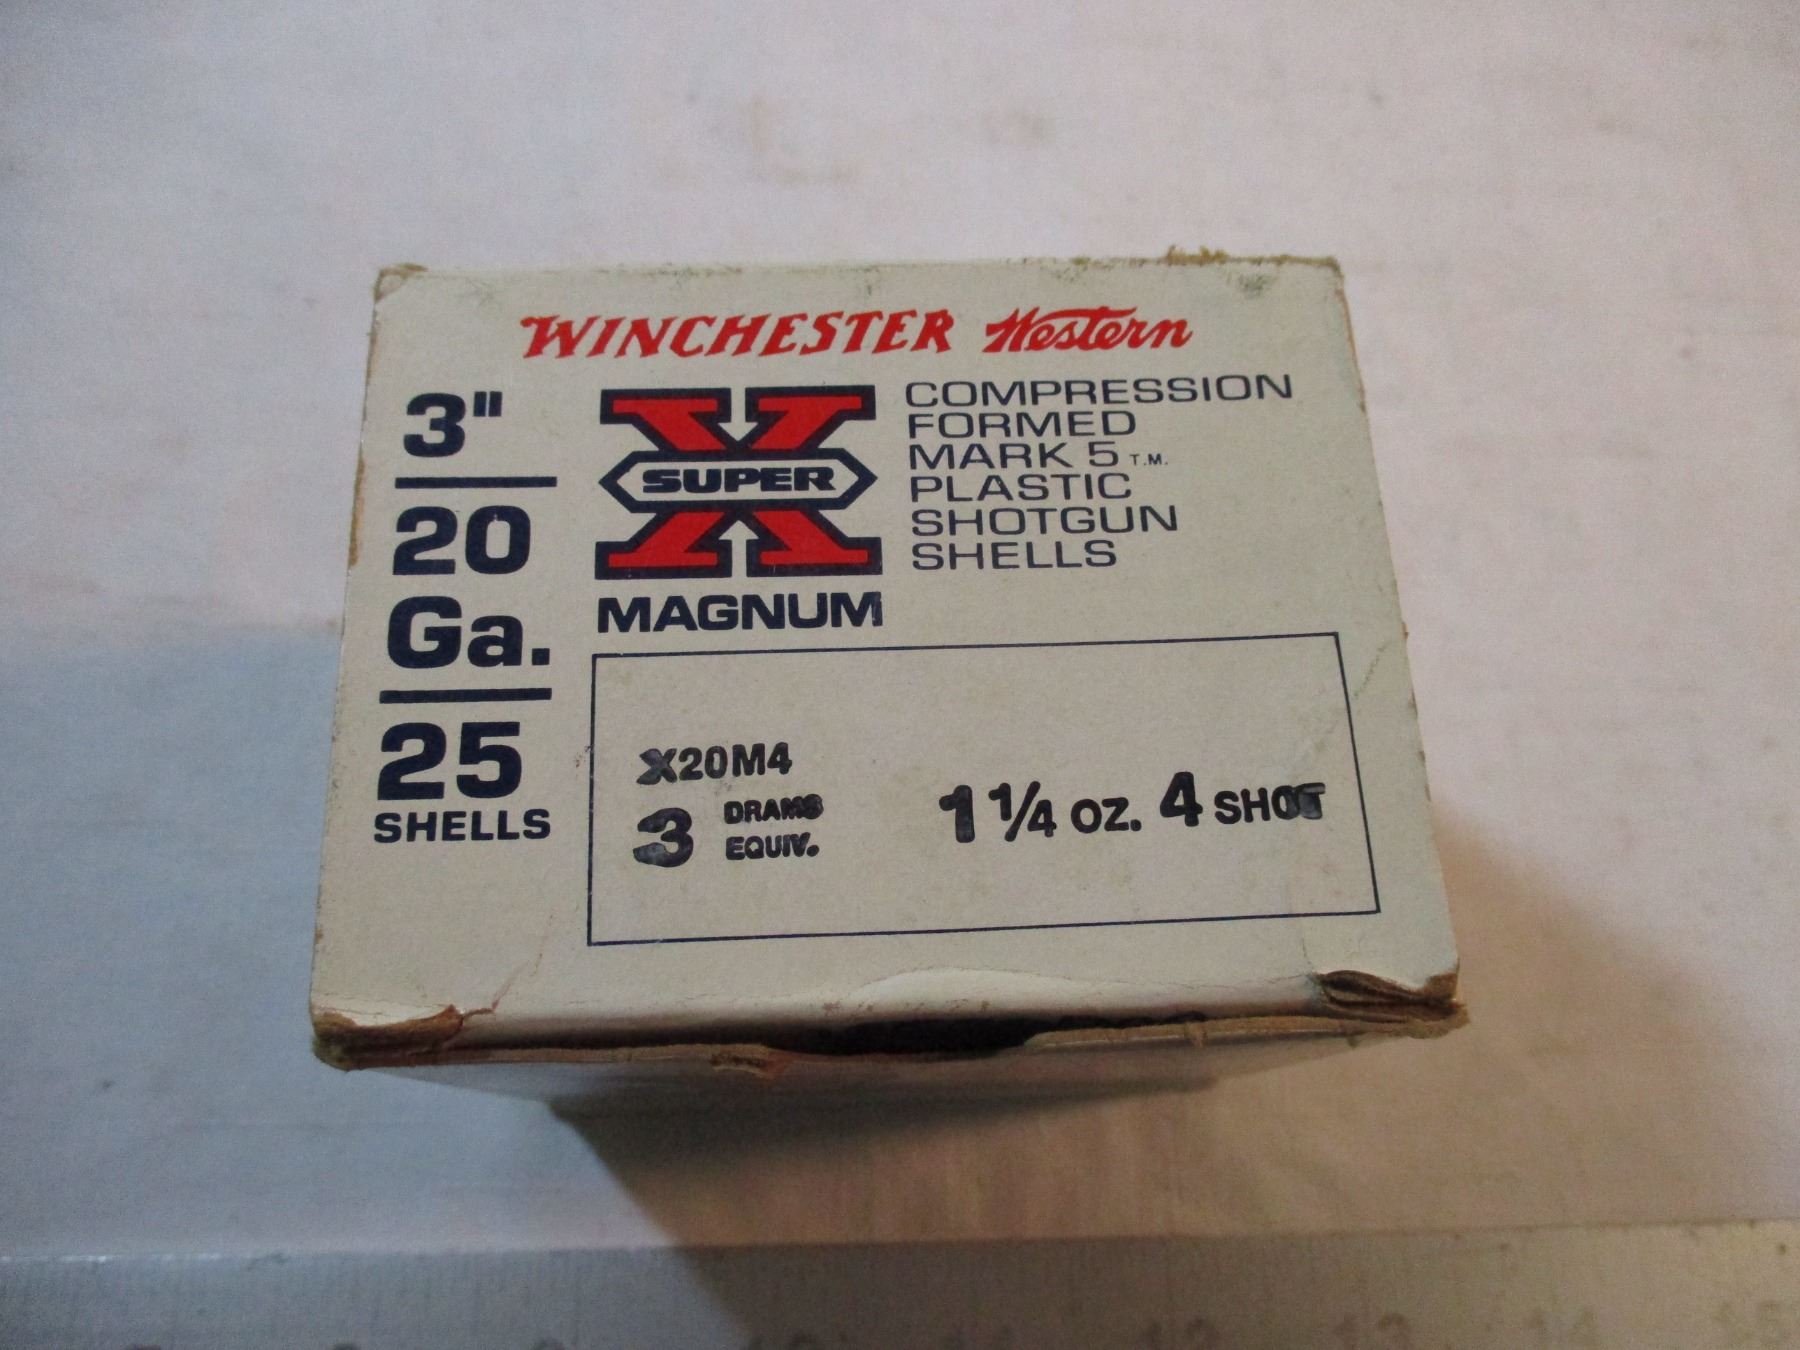 WINCHESTER Western
3"
20
Ga.
25
SHELLS
SUPER X
MAGNUM
COMPRESSION
FORMED
MARK 5 T.M.
PLASTIC
SHOTGUN
SHELLS
X20M4
3 DRAMS
EQUIV.
1 1/4 OZ. 4 SHOT